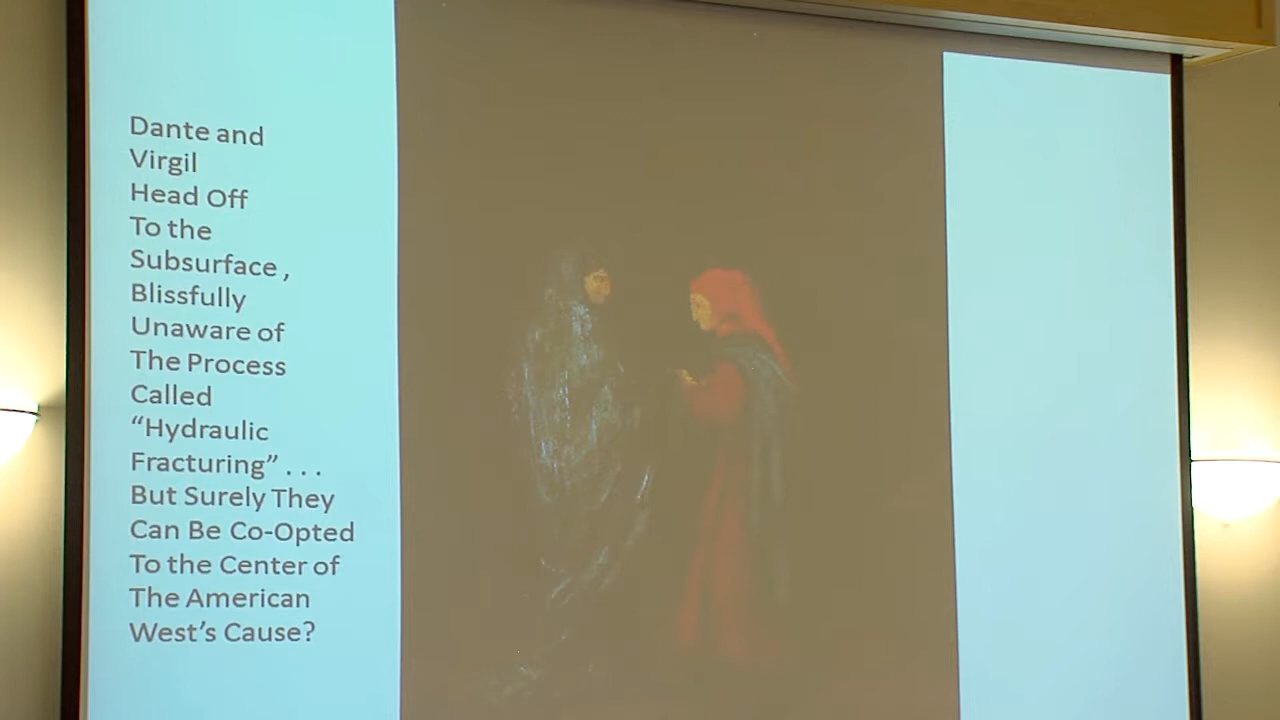 Dante and
Virgil
Head Off
To the
Subsurface ,
Blissfully
Unaware of
The Process
Called
“Hydraulic
Fracturing” . . .
But Surely They
Can Be Co-Opted
To the Center of
The American
West’s Cause?